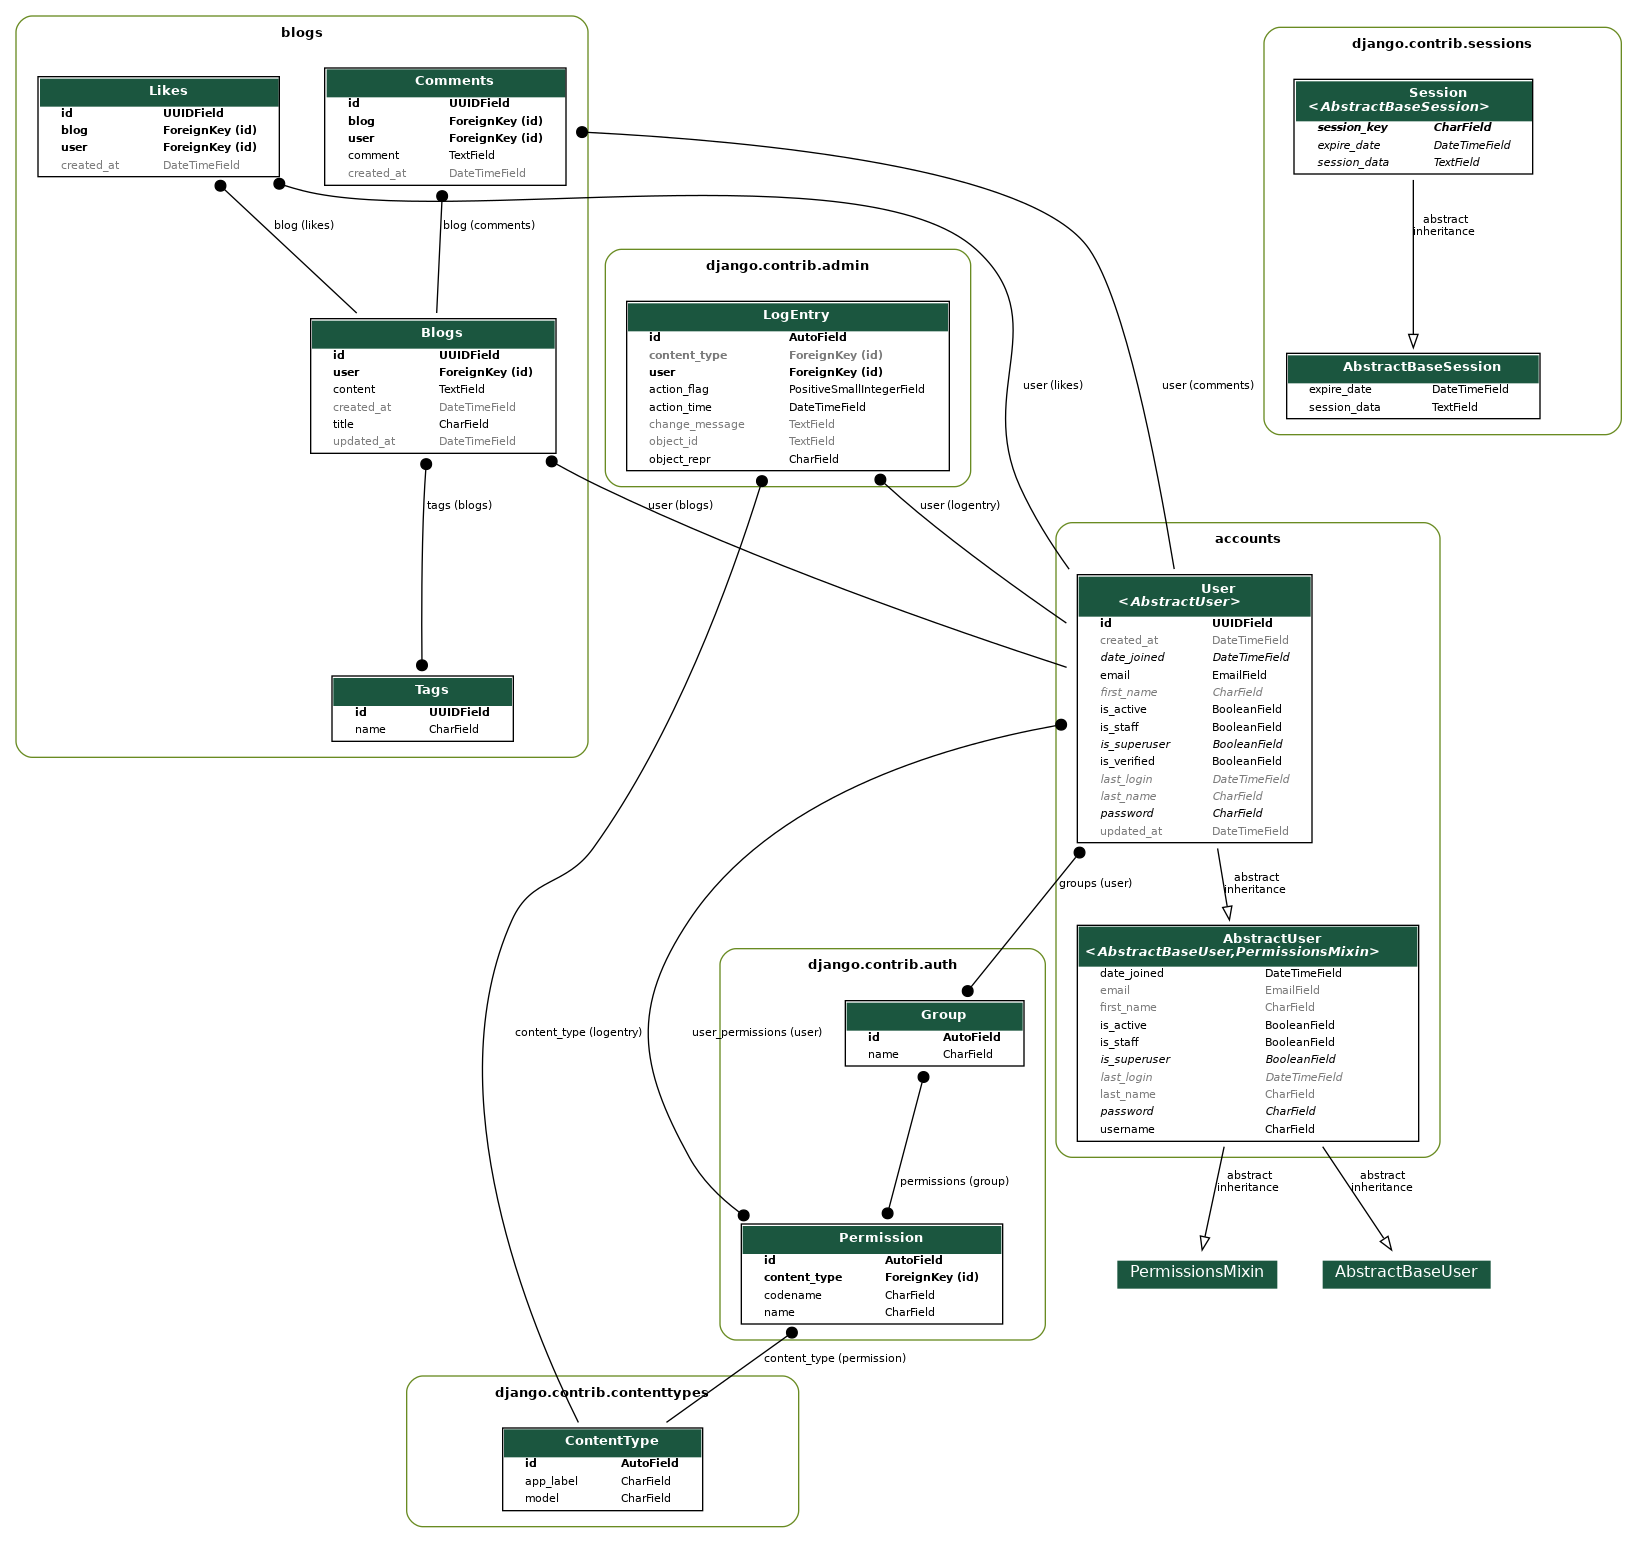 blogs
Likes
id UUIDField
blog ForeignKey (id)
user ForeignKey (id)
created_at DateTimeField
Comments
id UUIDField
blog ForeignKey (id)
user ForeignKey (id)
comment TextField
created_at DateTimeField
blog (likes)
blog (comments)
Blogs
id UUIDField
user ForeignKey (id)
content TextField
created_at DateTimeField
title CharField
updated_at DateTimeField
tags (blogs)
Tags
id UUIDField
name CharField
django.contrib.admin
LogEntry
id AutoField
content_type ForeignKey (id)
user ForeignKey (id)
action_flag PositiveSmallIntegerField
action_time DateTimeField
change_message TextField
object_id TextField
object_repr CharField
user (blogs)
user (logentry)
user (likes)
user (comments)
django.contrib.sessions
Session
<AbstractBaseSession>
session_key CharField
expire_date DateTimeField
session_data TextField
abstract
inheritance
AbstractBaseSession
expire_date DateTimeField
session_data TextField
accounts
User
<AbstractUser>
id UUIDField
created_at DateTimeField
date_joined DateTimeField
email EmailField
first_name CharField
is_active BooleanField
is_staff BooleanField
is_superuser BooleanField
is_verified BooleanField
last_login DateTimeField
last_name CharField
password CharField
updated_at DateTimeField
groups (user)
abstract
inheritance
AbstractUser
<AbstractBaseUser,PermissionsMixin>
date_joined DateTimeField
email EmailField
first_name CharField
is_active BooleanField
is_staff BooleanField
is_superuser BooleanField
last_login DateTimeField
last_name CharField
password CharField
username CharField
abstract
inheritance
abstract
inheritance
PermissionsMixin
AbstractBaseUser
django.contrib.auth
Group
id AutoField
name CharField
content_type (logentry)
user_permissions (user)
permissions (group)
Permission
id AutoField
content_type ForeignKey (id)
codename CharField
name CharField
content_type (permission)
django.contrib.contenttypes
ContentType
id AutoField
app_label CharField
model CharField